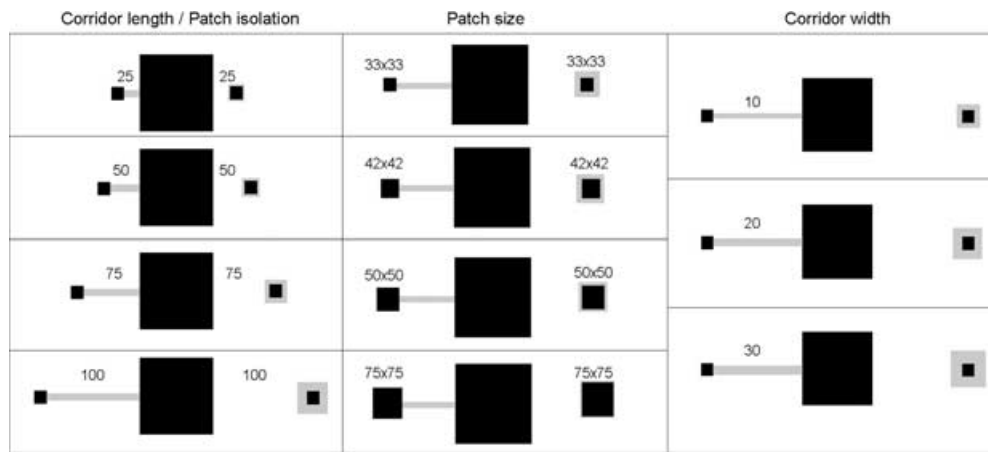 Corridor length / Patch isolation
Patch size
Corridor width
25 25
50 50
75 75
100 100
33x33 33x33
42x42 42x42
50x50 50x50
75x75 75x75
10
20
30